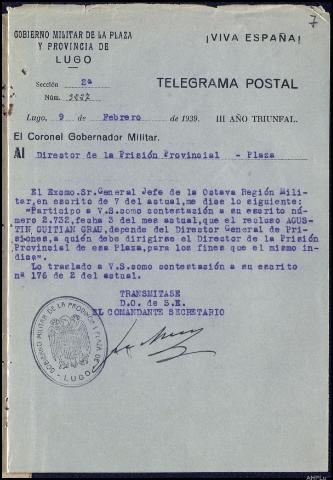 7
GOBIERNO MILITAR DE LA PLAZA
Y PROVINCIA DE
LUGO
¡VIVA ESPAÑA!
Sección 2ª
Núm.
TELEGRAMA POSTAL
Lugo, 9 de Febrero de 1939. III AÑO TRIUNFAL.
El Coronel Gobernador Militar.
Al Director de la Prisión Provincial - Plaza
El Excmo.Sr.General Jefe de la Octava Región Mili-
tar,en escrito de 7 del actual,me dice lo siguiente:
"Participo a V.S.como contestación a su escrito nú-
mero 2.732,fecha 3 del mes actual,que el recluso AGUS-
TIN GUITIAN GRAU,depende del Director General de Pri-
siones,a quién debe dirigirse el Director de la Prisión
Provincial de esa Plaza,para los fines que el mismo in-
dica".
Lo traslado a V.S.como contestación a su escrito
nª 176 de 2 del actual.
TRANSMITASE
D.O. de S.E.
EL COMANDANTE SECRETARIO
GOBIERNO MILITAR DE LA PROVINCIA Y PLAZA DE
- LUGO -
AHPLu